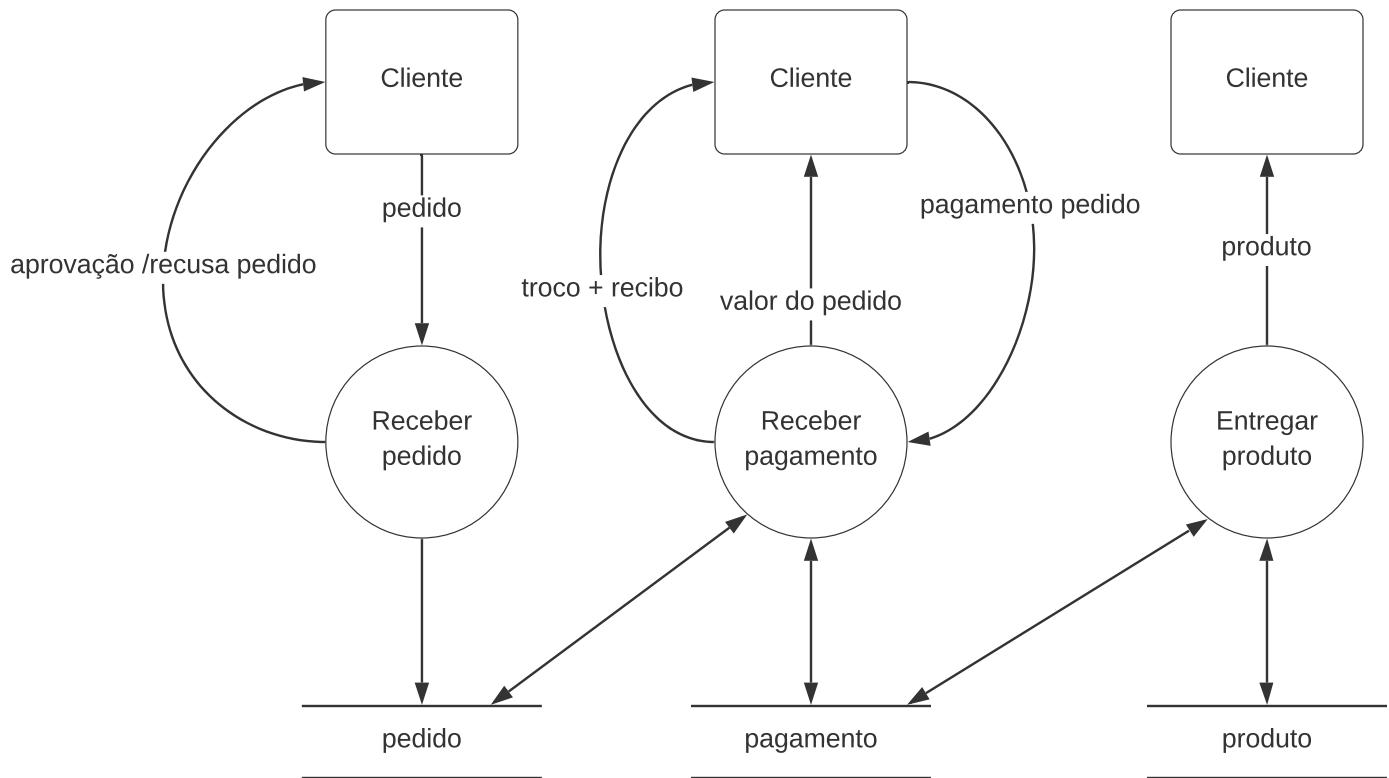 Cliente
Cliente
Cliente
pedido
pagamento pedido
aprovação /recusa pedido
troco + recibo
valor do pedido
produto
Receber
pedido
Receber
pagamento
Entregar
produto
pedido
pagamento
produto